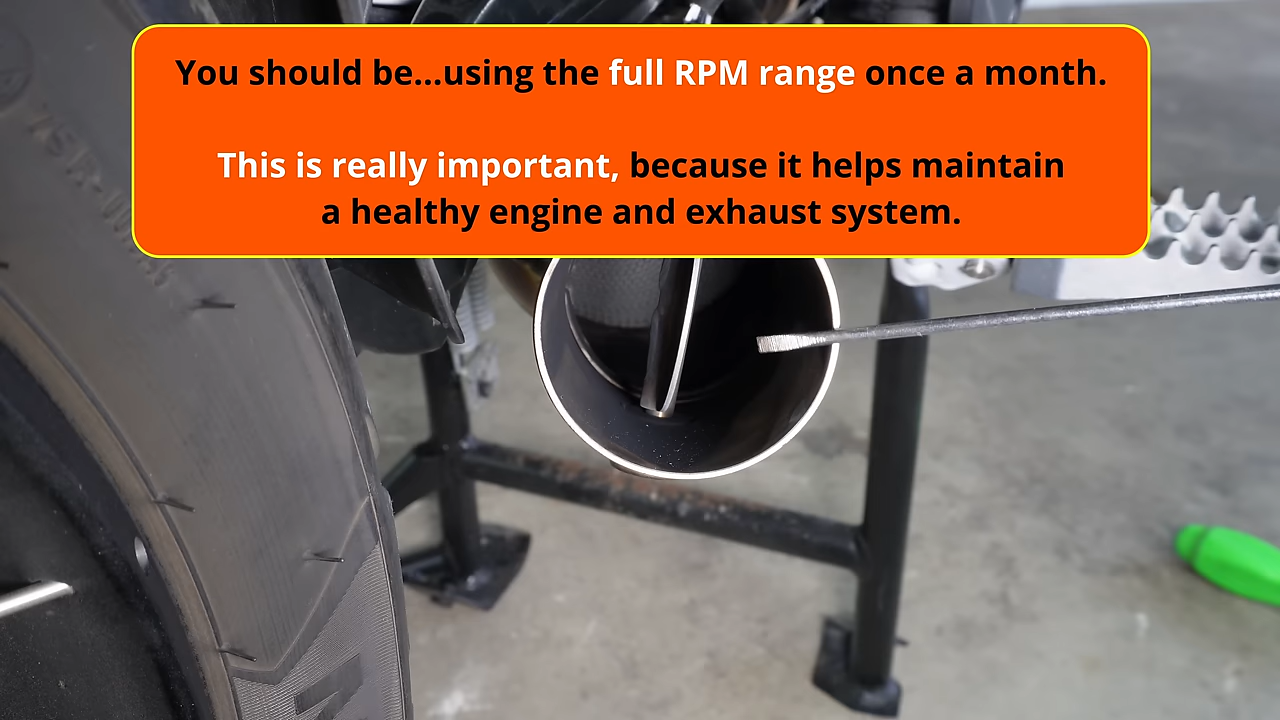 You should be...using the full RPM range once a month.
This is really important, because it helps maintain
a healthy engine and exhaust system.